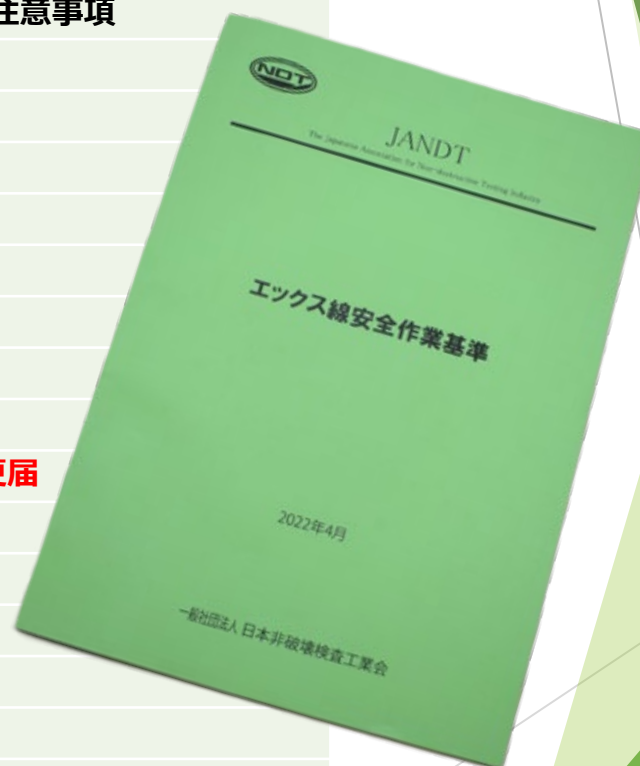 注意事項
NDT
JANDT
The Japanese Association for Non-destructive Testing Industry
エックス線安全作業基準
更届
2022年4月
一般社団法人 日本非破壊検査工業会